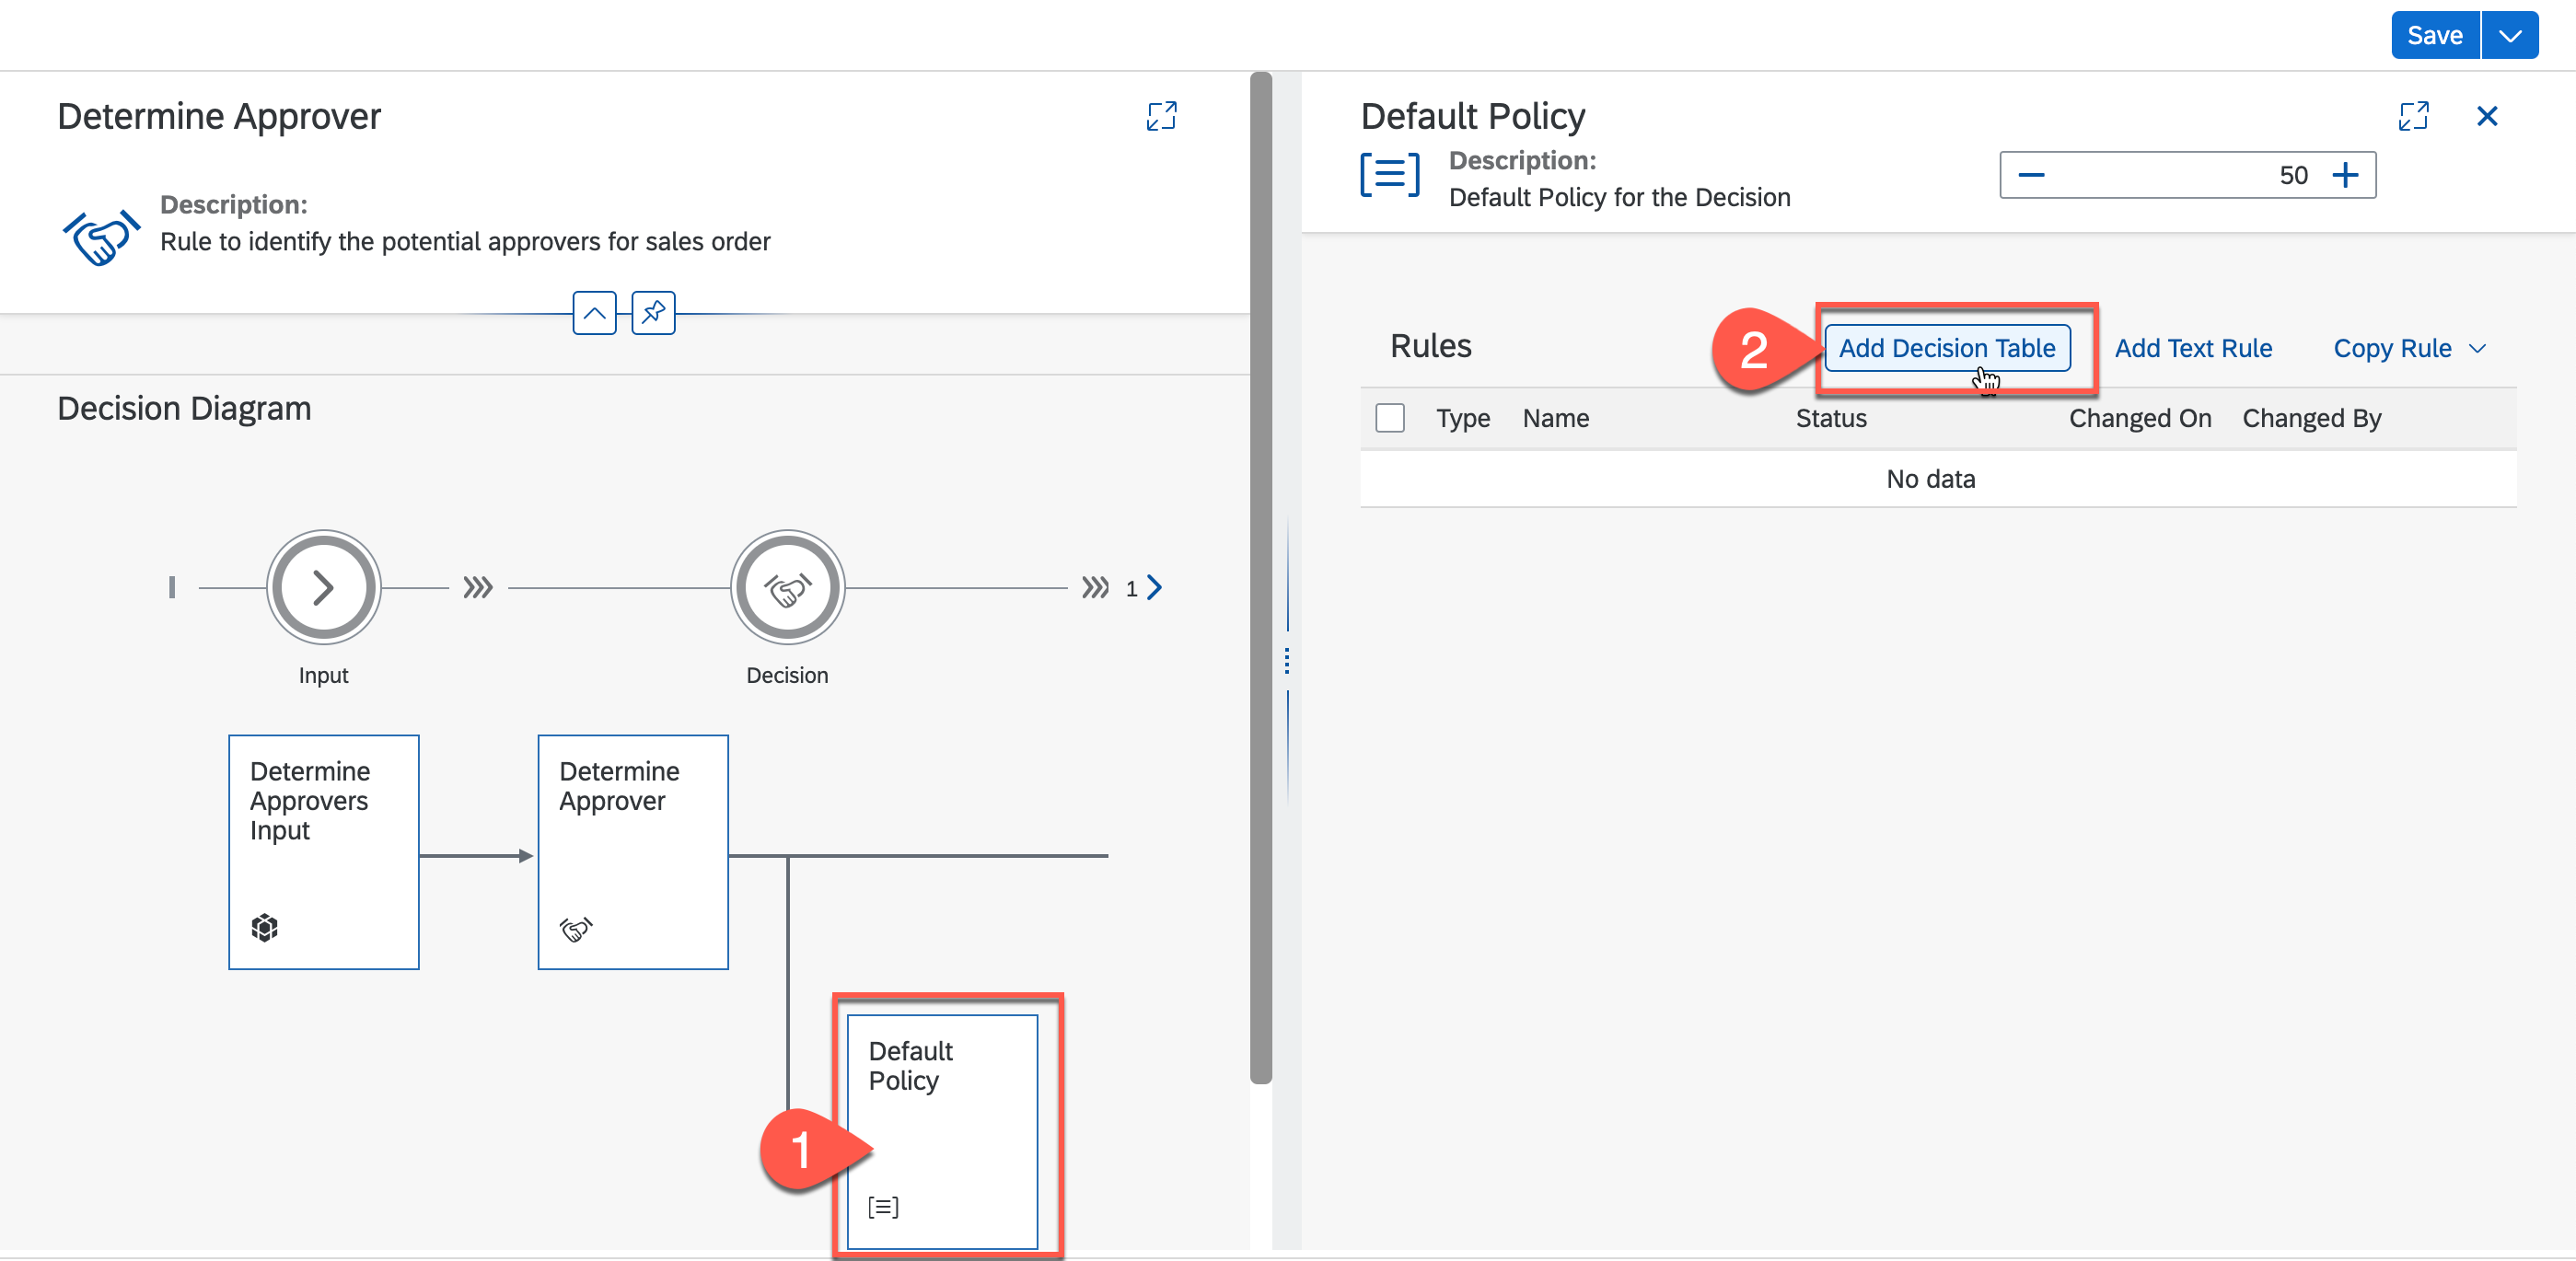 Save
Determine Approver
Description:
Rule to identify the potential approvers for sales order
Decision Diagram
1
Input
Decision
Determine
Approvers
Input
Determine
Approver
Default
Policy
1
Default Policy
Description:
Default Policy for the Decision
50
Rules
2
Add Decision Table
Add Text Rule
Copy Rule
Type Name Status Changed On Changed By
No data